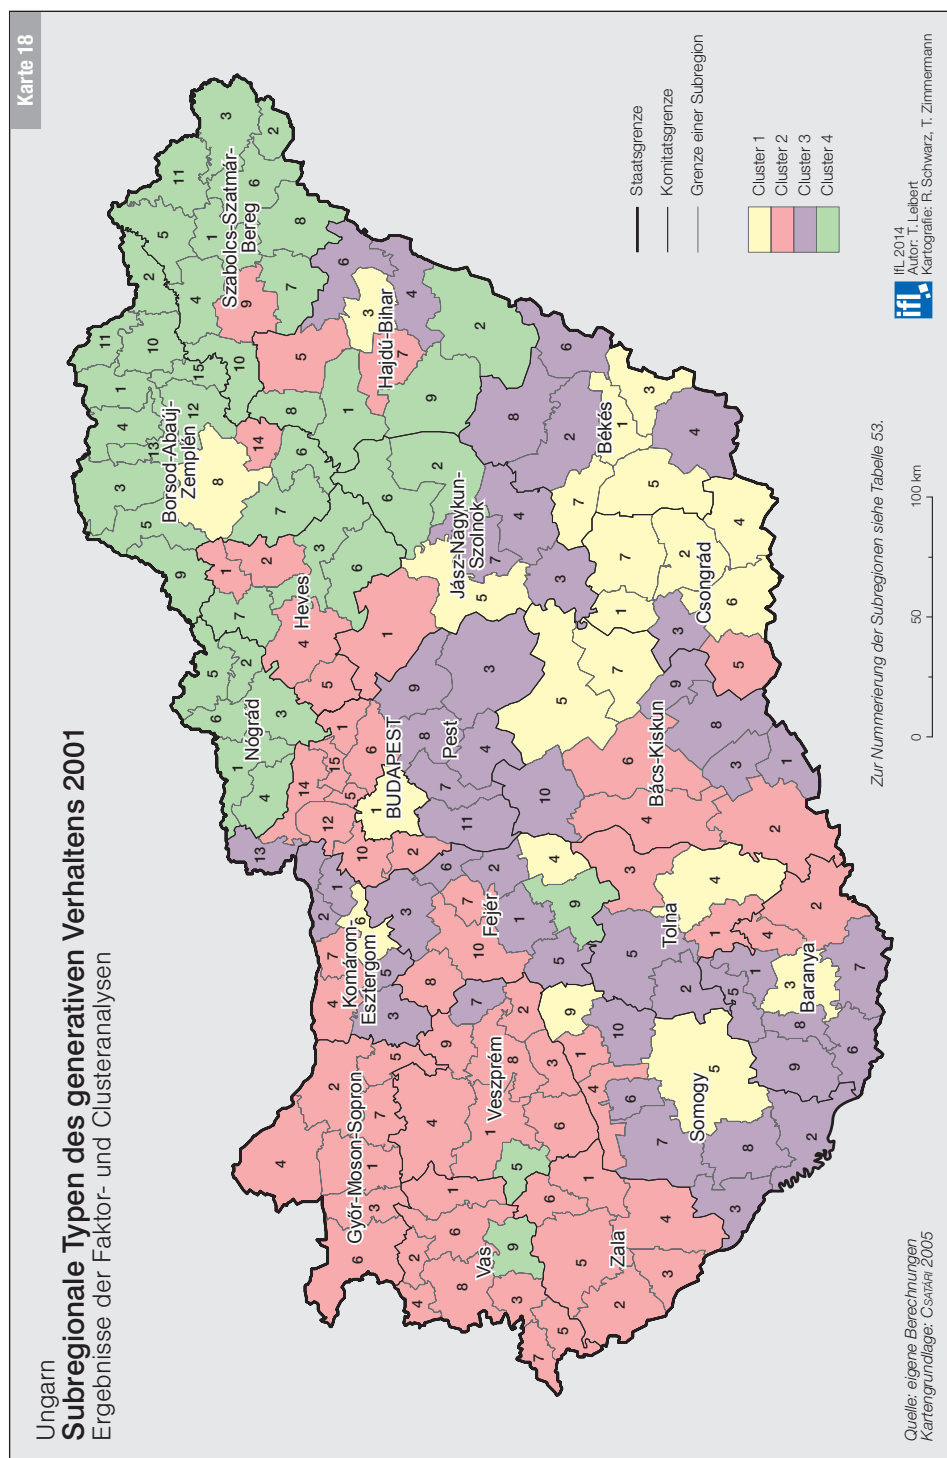 Karte 18
Ungarn
Subregionale Typen des generativen Verhaltens 2001
Ergebnisse der Faktor- und Clusteranalysen
Szabolcs-Szatmár-
Bereg
Borsod-Abaúj-
Zemplén
Hajdú-Bihar
Heves
Nógrád
Jász-Nagykun-
Szolnok
Békés
Csongrád
BUDAPEST
Pest
Bács-Kiskun
Komárom-
Esztergom
Fejér
Tolna
Baranya
Győr-Moson-Sopron
Veszprém
Somogy
Vas
Zala
Staatsgrenze
Komitatsgrenze
Grenze einer Subregion
Cluster 1
Cluster 2
Cluster 3
Cluster 4
ifl
IfL 2014
Autor: T. Leibert
Kartografie: R. Schwarz, T. Zimmermann
0 50 100 km
Zur Nummerierung der Subregionen siehe Tabelle 53.
Quelle: eigene Berechnungen
Kartengrundlage: CSATÁRI 2005